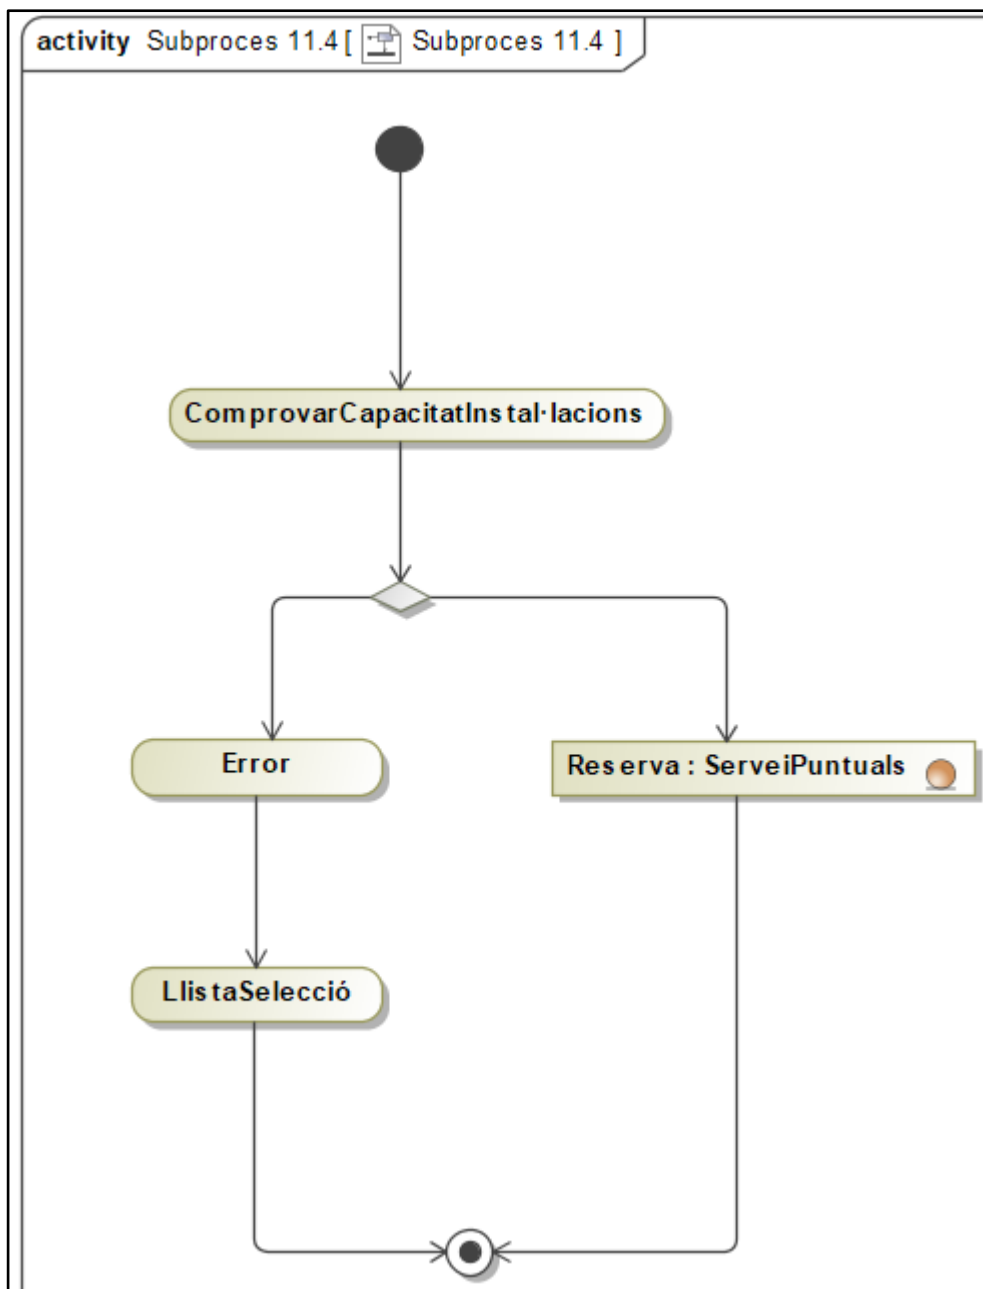 activity Subproces 11.4 [ Subproces 11.4 ]
ComprovarCapacitatInstal·lacions
Error
Reserva : ServeiPuntuals
LlistaSelecció